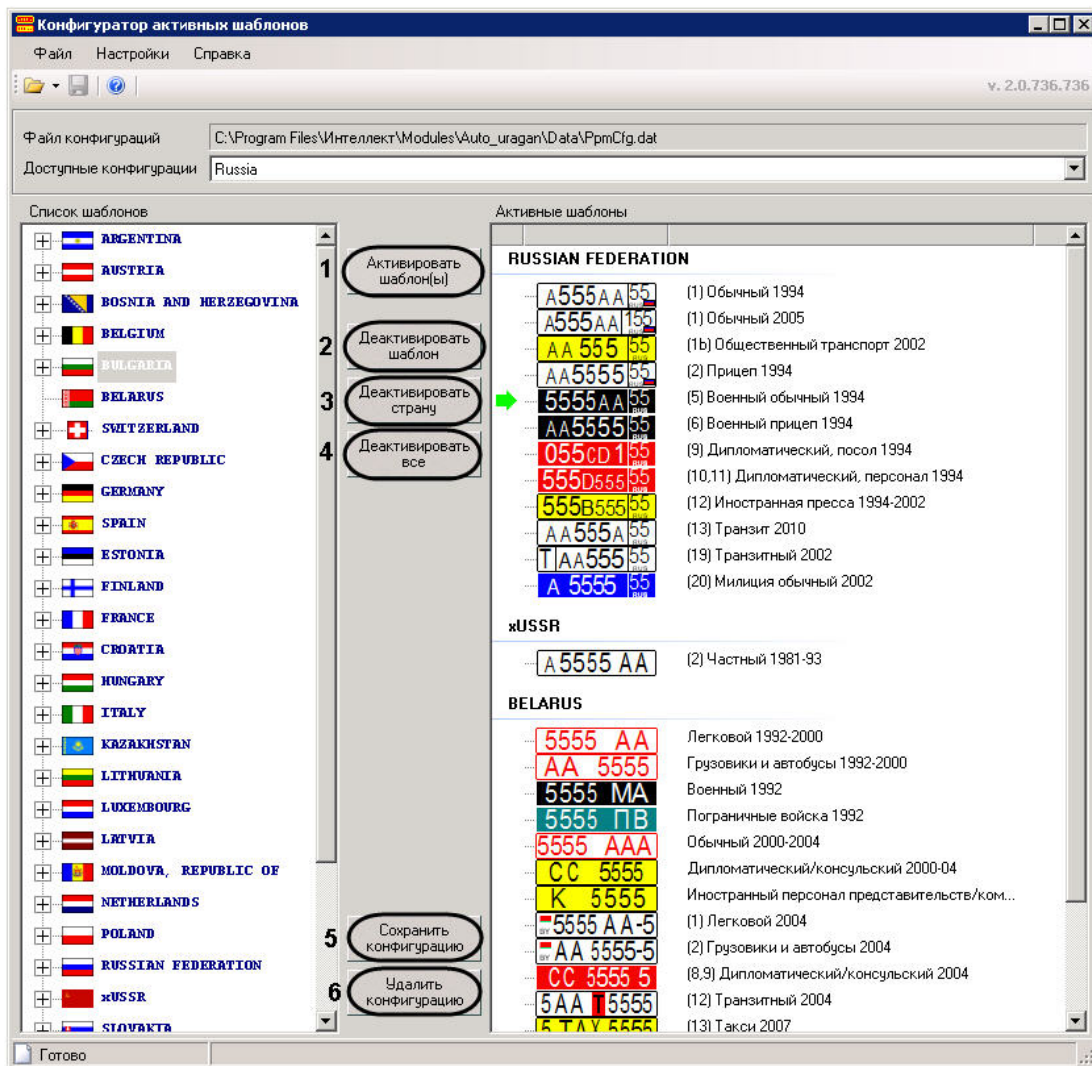 Конфигуратор активных шаблонов
Файл Настройки Справка
v. 2.0.736.736
Файл конфигураций C:\Program Files\Интеллект\Modules\Auto_uragan\Data\PpmCfg.dat
Доступные конфигурации Russia
Список шаблонов
ARGENTINA
AUSTRIA
BOSNIA AND HERZEGOVINA
BELGIUM
BULGARIA
BELARUS
SWITZERLAND
CZECH REPUBLIC
GERMANY
SPAIN
ESTONIA
FINLAND
FRANCE
CROATIA
HUNGARY
ITALY
KAZAKHSTAN
LITHUANIA
LUXEMBOURG
LATVIA
MOLDOVA, REPUBLIC OF
NETHERLANDS
POLAND
RUSSIAN FEDERATION
xUSSR
SLOVAKIA
1 Активировать
шаблон(ы)
2 Деактивировать
шаблон
3 Деактивировать
страну
4 Деактивировать
все
5 Сохранить
конфигурацию
6 Удалить
конфигурацию
Активные шаблоны
RUSSIAN FEDERATION
A555AA 55 (1) Обычный 1994
A555AA 155 (1) Обычный 2005
AA 555 55 (1b) Общественный транспорт 2002
AA5555 55 (2) Прицеп 1994
5555AA 55 (5) Военный обычный 1994
AA5555 55 (6) Военный прицеп 1994
055CD 1 55 (9) Дипломатический, посол 1994
555D555 55 (10,11) Дипломатический, персонал 1994
555B555 55 (12) Иностранная пресса 1994-2002
AA555A 55 (13) Транзит 2010
T AA555 55 (19) Транзитный 2002
A 5555 55 (20) Милиция обычный 2002
xUSSR
A 5555 AA (2) Частный 1981-93
BELARUS
5555 AA Легковой 1992-2000
AA 5555 Грузовики и автобусы 1992-2000
5555 MA Военный 1992
5555 ПВ Пограничные войска 1992
5555 AAA Обычный 2000-2004
CC 5555 Дипломатический/консульский 2000-04
K 5555 Иностранный персонал представительств/ком...
5555 AA-5 (1) Легковой 2004
AA 5555-5 (2) Грузовики и автобусы 2004
CC 5555 5 (8,9) Дипломатический/консульский 2004
5AA T 5555 (12) Транзитный 2004
5 TAX 5555 (13) Такси 2007
Готово